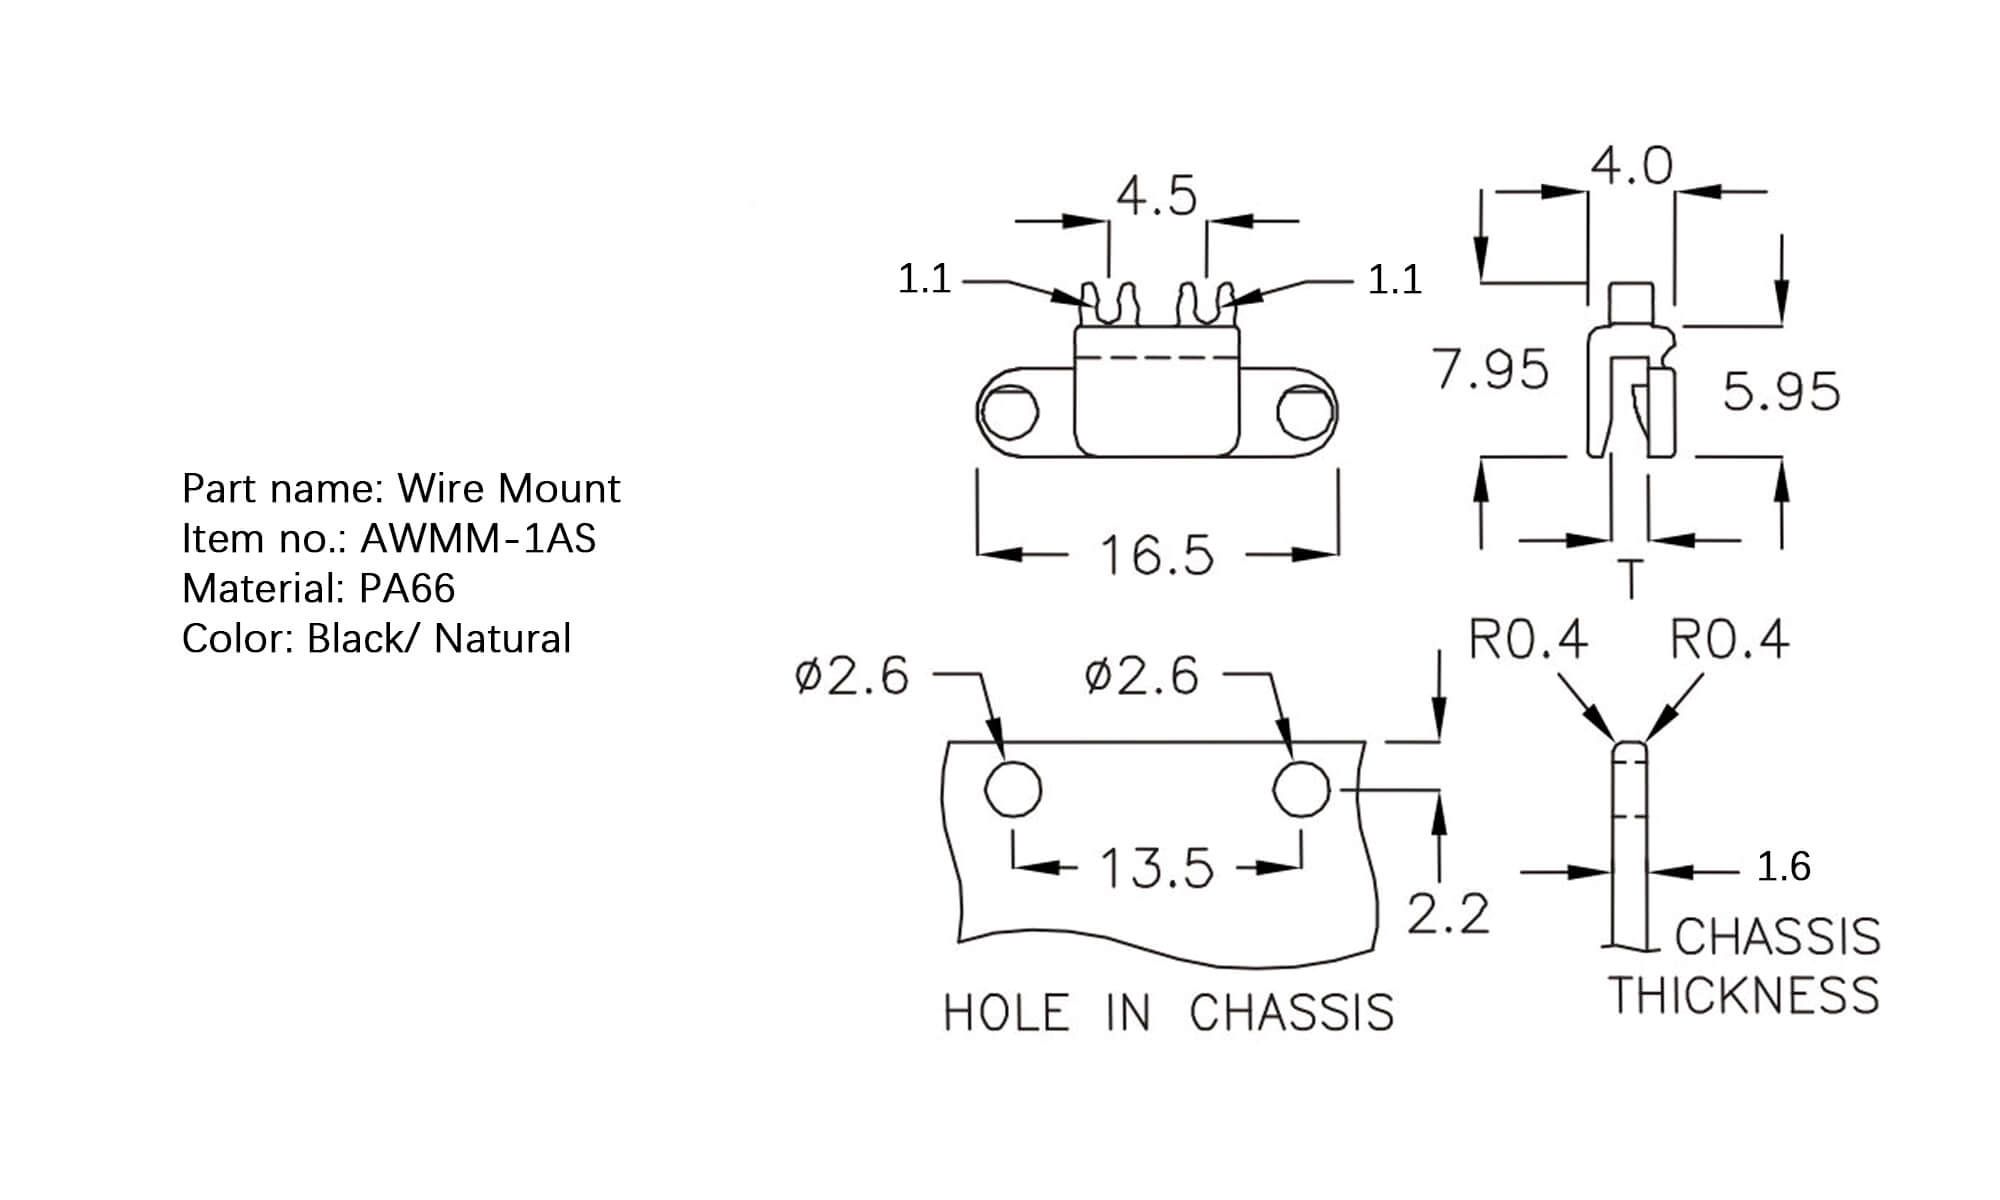 Part name: Wire Mount
Item no.: AWMM-1AS
Material: PA66
Color: Black/ Natural
4.5
1.1
1.1
16.5
4.0
7.95
5.95
T
ø2.6
ø2.6
13.5
2.2
HOLE IN CHASSIS
R0.4
R0.4
1.6
CHASSIS
THICKNESS